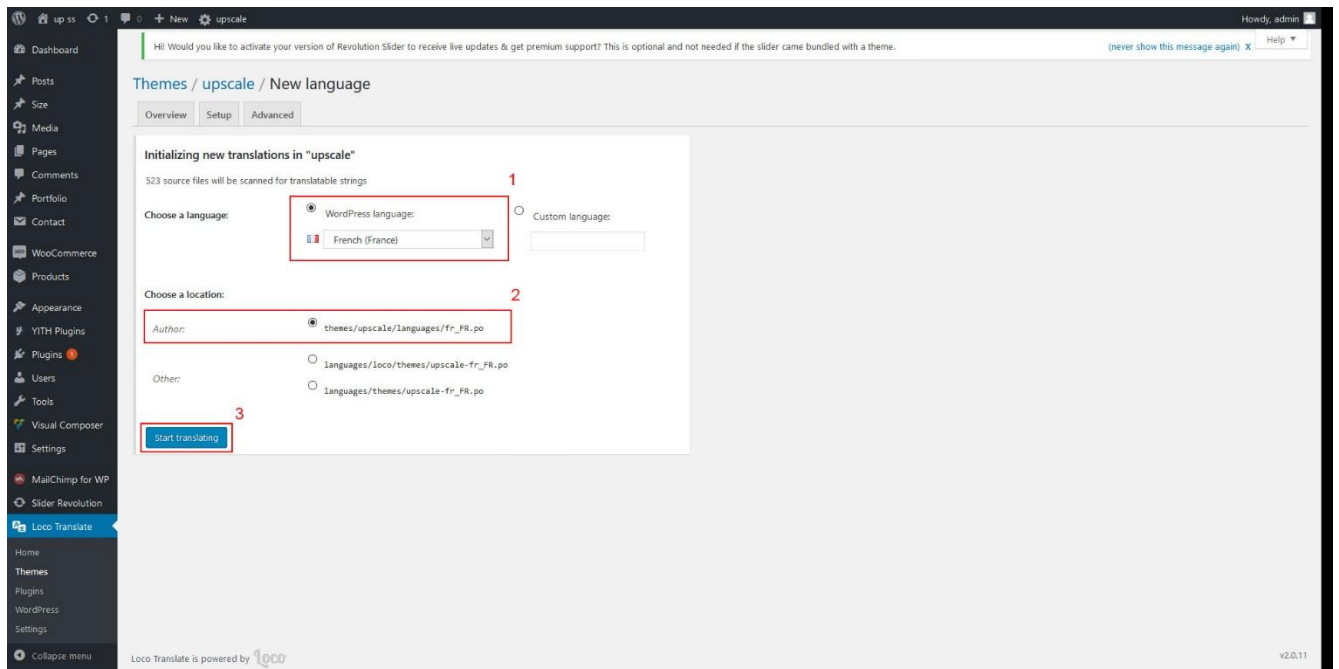 up ss 1 0 + New upscale Howdy, admin
Dashboard
Posts
Size
Media
Pages
Comments
Portfolio
Contact
WooCommerce
Products
Appearance
YITH Plugins
Plugins 1
Users
Tools
Visual Composer
Settings
MailChimp for WP
Slider Revolution
Loco Translate
Home
Themes
Plugins
WordPress
Settings
Collapse menu
Hi! Would you like to activate your version of Revolution Slider to receive live updates & get premium support? This is optional and not needed if the slider came bundled with a theme. (never show this message again) X
Help
Themes / upscale / New language
Overview Setup Advanced
Initializing new translations in "upscale"
523 source files will be scanned for translatable strings
1
Choose a language: WordPress language: Custom language:
French (France)
Choose a location:
2
Author: themes/upscale/languages/fr_FR.po
Other: languages/loco/themes/upscale-fr_FR.po
languages/themes/upscale-fr_FR.po
3
Start translating
Loco Translate is powered by loco v2.0.11